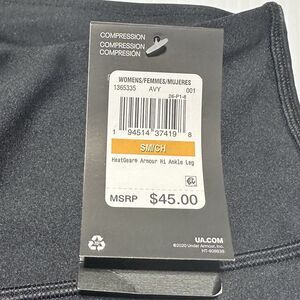 COMPRESSION
COMPRESSION
COMPRESIÓN
WOMENS/FEMMES/MUJERES
1365335 AVY 001
26-P1-6
1 94514 37419 8
SM/CH
HeatGear® Armour Hi Ankle Leg
MSRP $45.00
UA.COM
©2020 Under Armour, Inc.